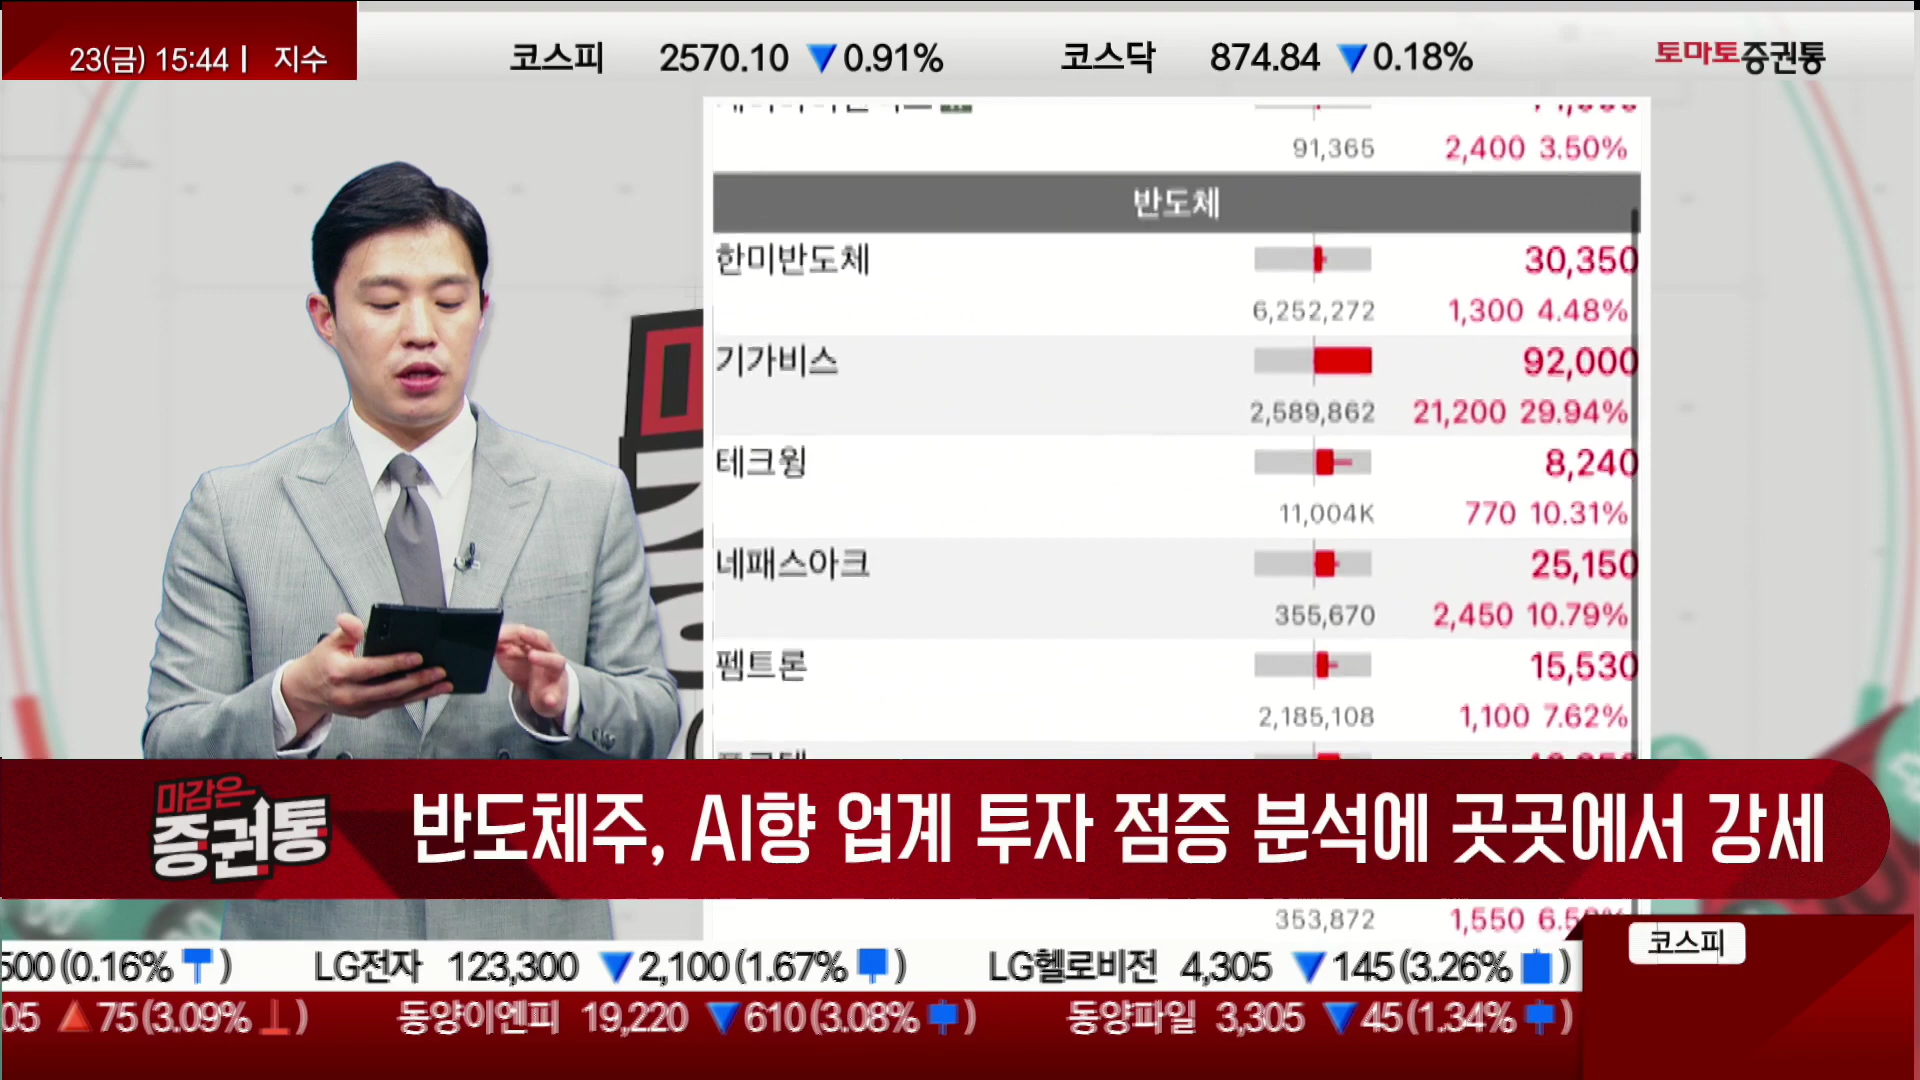 23(금) 15:44 | 지수
코스피 2570.10 ▼0.91% 코스닥 874.84 ▼0.18%
토마토증권통
91,365 2,400 3.50%
반도체
한미반도체 30,350
6,252,272 1,300 4.48%
기가비스 92,000
2,589,862 21,200 29.94%
테크윙 8,240
11,004K 770 10.31%
네패스아크 25,150
355,670 2,450 10.79%
펨트론 15,530
2,185,108 1,100 7.62%
마감은
증권통
반도체주, AI향 업계 투자 점증 분석에 곳곳에서 강세
353,872 1,550
코스피
500(0.16% ) LG전자 123,300 ▼2,100(1.67% ) LG헬로비전 4,305 ▼145(3.26% )
05 ▲75(3.09% ) 동양이엔피 19,220 ▼610(3.08% ) 동양파일 3,305 ▼45(1.34% )